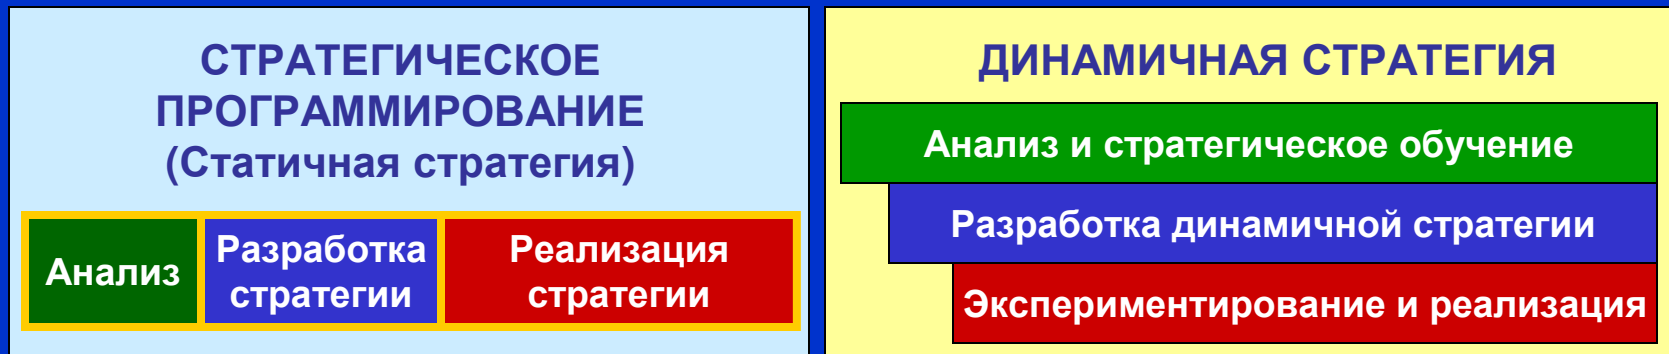 СТРАТЕГИЧЕСКОЕ
ПРОГРАММИРОВАНИЕ
(Статичная стратегия)
Анализ
Разработка
стратегии
Реализация
стратегии
ДИНАМИЧНАЯ СТРАТЕГИЯ
Анализ и стратегическое обучение
Разработка динамичной стратегии
Экспериментирование и реализация